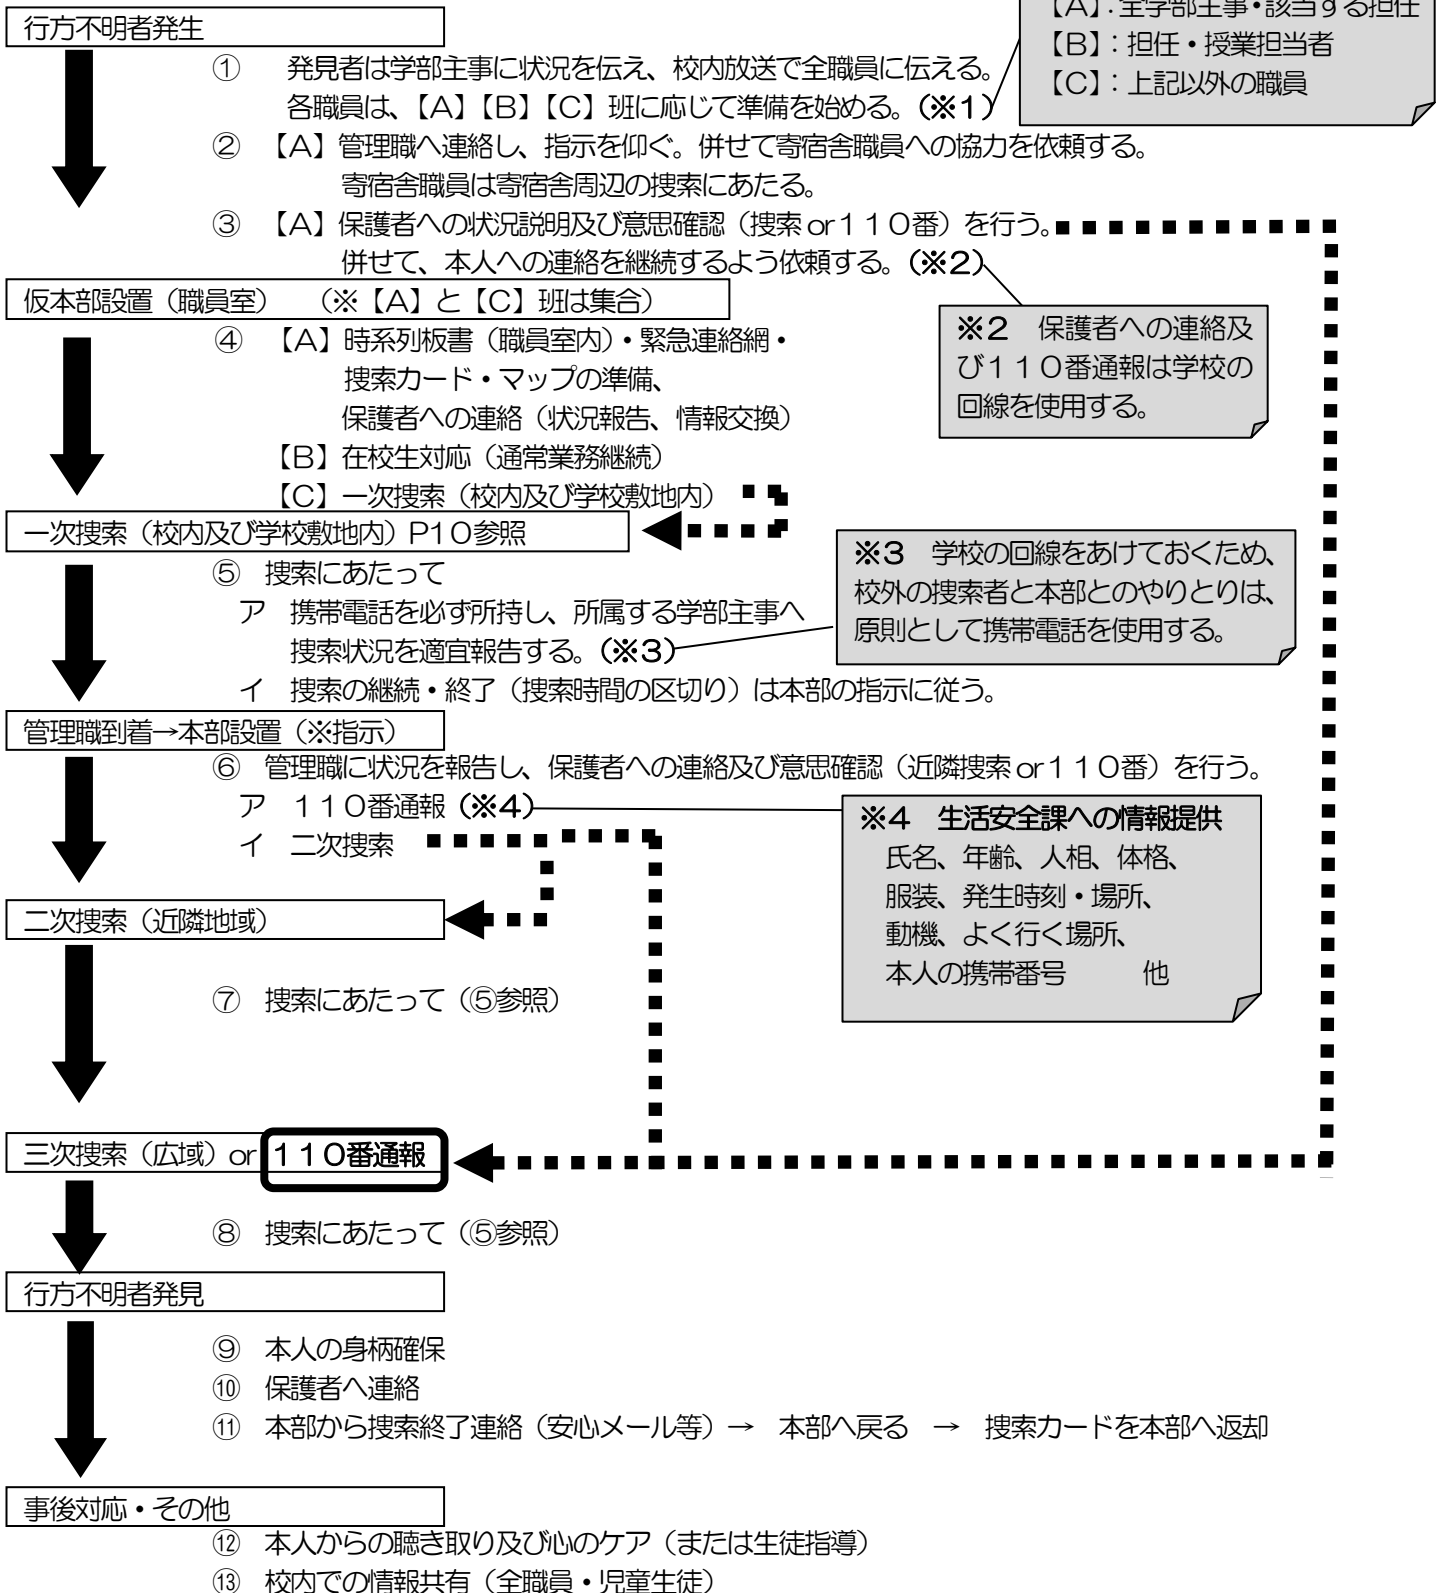 【A】：全学部主事・該当する担任
【B】：担任・授業担当者
【C】：上記以外の職員
行方不明者発生
① 発見者は学部主事に状況を伝え、校内放送で全職員に伝える。
各職員は、【A】【B】【C】班に応じて準備を始める。（※１）
② 【A】管理職へ連絡し、指示を仰ぐ。併せて寄宿舎職員への協力を依頼する。
寄宿舎職員は寄宿舎周辺の捜索にあたる。
③ 【A】保護者への状況説明及び意思確認（捜索or１１０番）を行う。
併せて、本人への連絡を継続するよう依頼する。（※２）
仮本部設置（職員室）　（※【A】と【C】班は集合）
※２　保護者への連絡及
び１１０番通報は学校の
回線を使用する。
④ 【A】時系列板書（職員室内）・緊急連絡網・
捜索カード・マップの準備、
保護者への連絡（状況報告、情報交換）
【B】在校生対応（通常業務継続）
【C】一次捜索（校内及び学校敷地内）
一次捜索（校内及び学校敷地内）P１０参照
※３　学校の回線をあけておくため、
校外の捜索者と本部とのやりとりは、
原則として携帯電話を使用する。
⑤ 捜索にあたって
ア　携帯電話を必ず所持し、所属する学部主事へ
捜索状況を適宜報告する。（※３）
イ　捜索の継続・終了（捜索時間の区切り）は本部の指示に従う。
管理職到着→本部設置（※指示）
⑥ 管理職に状況を報告し、保護者への連絡及び意思確認（近隣捜索or１１０番）を行う。
ア　１１０番通報（※４）
イ　二次捜索
※４　生活安全課への情報提供
氏名、年齢、人相、体格、
服装、発生時刻・場所、
動機、よく行く場所、
本人の携帯番号　　他
二次捜索（近隣地域）
⑦ 捜索にあたって（⑤参照）
三次捜索（広域）or １１０番通報
⑧ 捜索にあたって（⑤参照）
行方不明者発見
⑨ 本人の身柄確保
⑩ 保護者へ連絡
⑪ 本部から捜索終了連絡（安心メール等）→　本部へ戻る　→　捜索カードを本部へ返却
事後対応・その他
⑫ 本人からの聴き取り及び心のケア（または生徒指導）
⑬ 校内での情報共有（全職員・児童生徒）